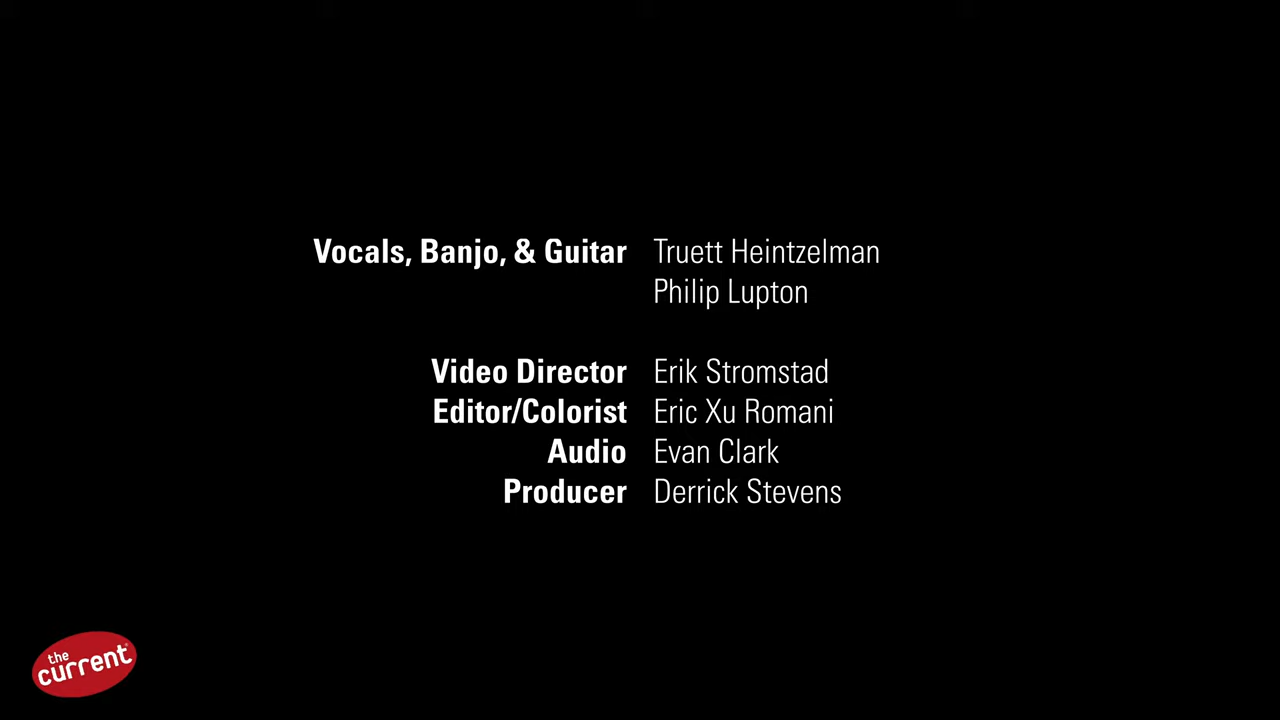 Vocals, Banjo, & Guitar Truett Heintzelman
Philip Lupton
Video Director Erik Stromstad
Editor/Colorist Eric Xu Romani
Audio Evan Clark
Producer Derrick Stevens
the
current